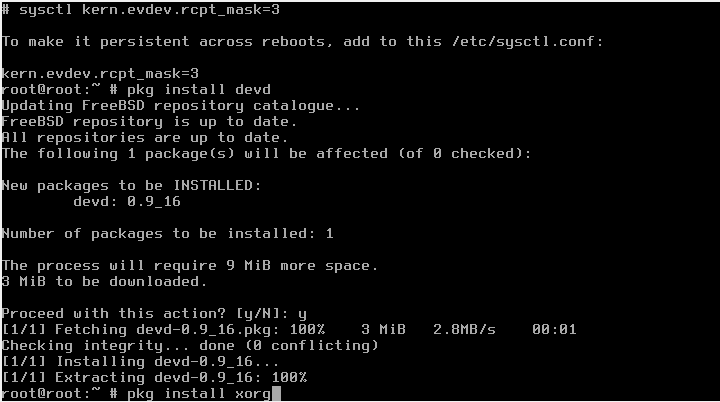 # sysctl kern.evdev.rcpt_mask=3
To make it persistent across reboots, add to this /etc/sysctl.conf:
kern.evdev.rcpt_mask=3
root@root:~ # pkg install devd
Updating FreeBSD repository catalogue...
FreeBSD repository is up to date.
All repositories are up to date.
The following 1 package(s) will be affected (of 0 checked):
New packages to be INSTALLED:
devd: 0.9_16
Number of packages to be installed: 1
The process will require 9 MiB more space.
3 MiB to be downloaded.
Proceed with this action? [y/N]: y
[1/1] Fetching devd-0.9_16.pkg: 100%    3 MiB   2.8MB/s    00:01
Checking integrity... done (0 conflicting)
[1/1] Installing devd-0.9_16...
[1/1] Extracting devd-0.9_16: 100%
root@root:~ # pkg install xorg